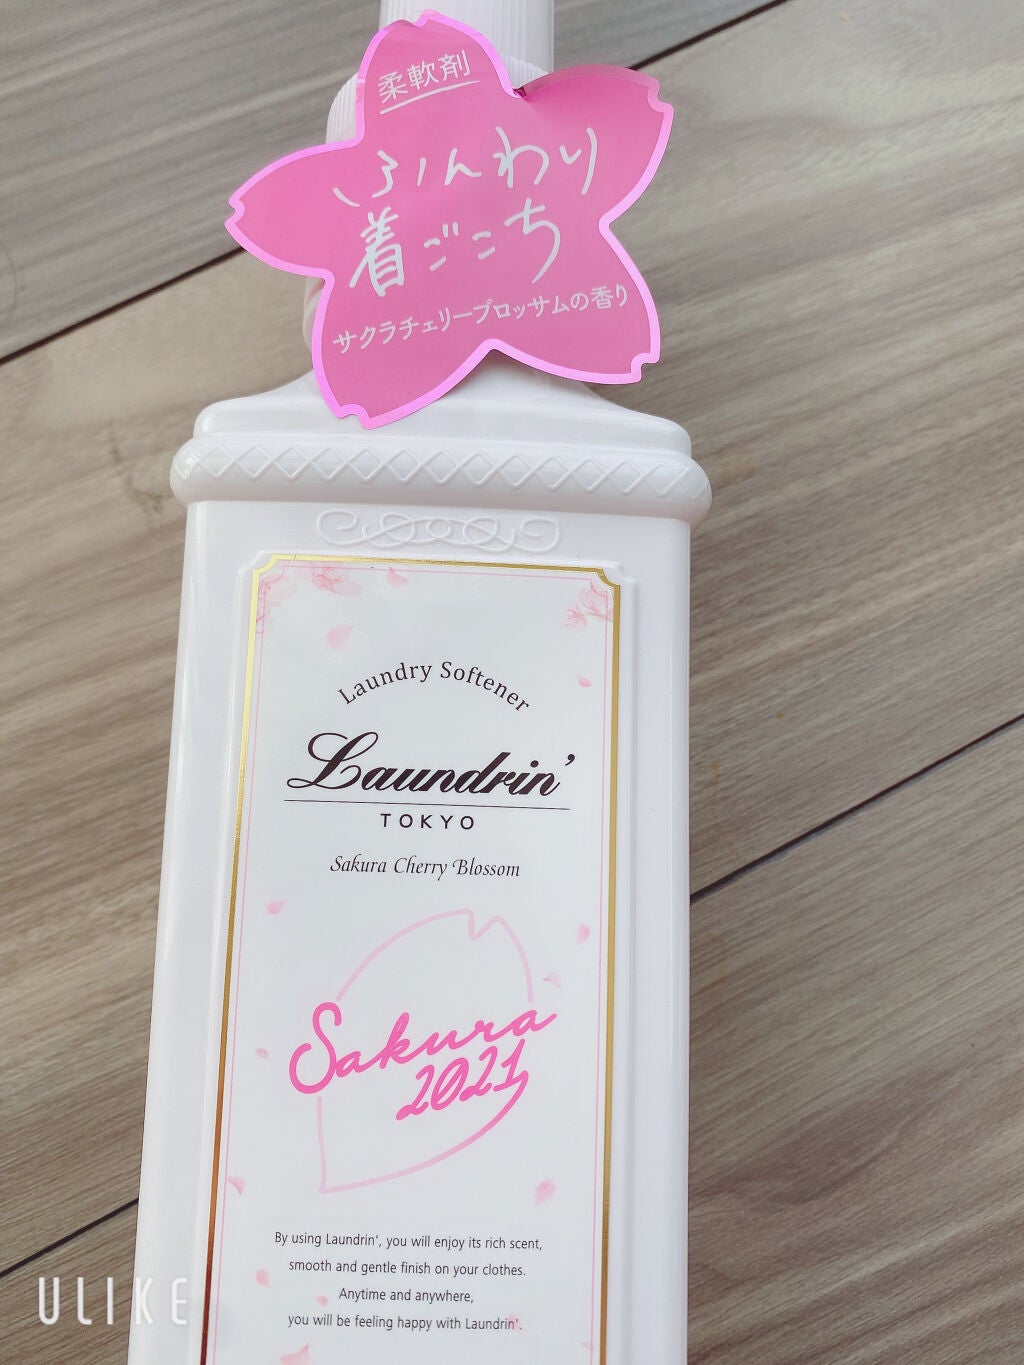 柔軟剤
ふんわり
着ごこち
サクラチェリーブロッサムの香り
Laundry Softener
Laundrin'
TOKYO
Sakura Cherry Blossom
Sakura
2021
By using Laundrin', you will enjoy its rich scent,
smooth and gentle finish on your clothes.
Anytime and anywhere,
you will be feeling happy with Laundrin'.
ULIKE